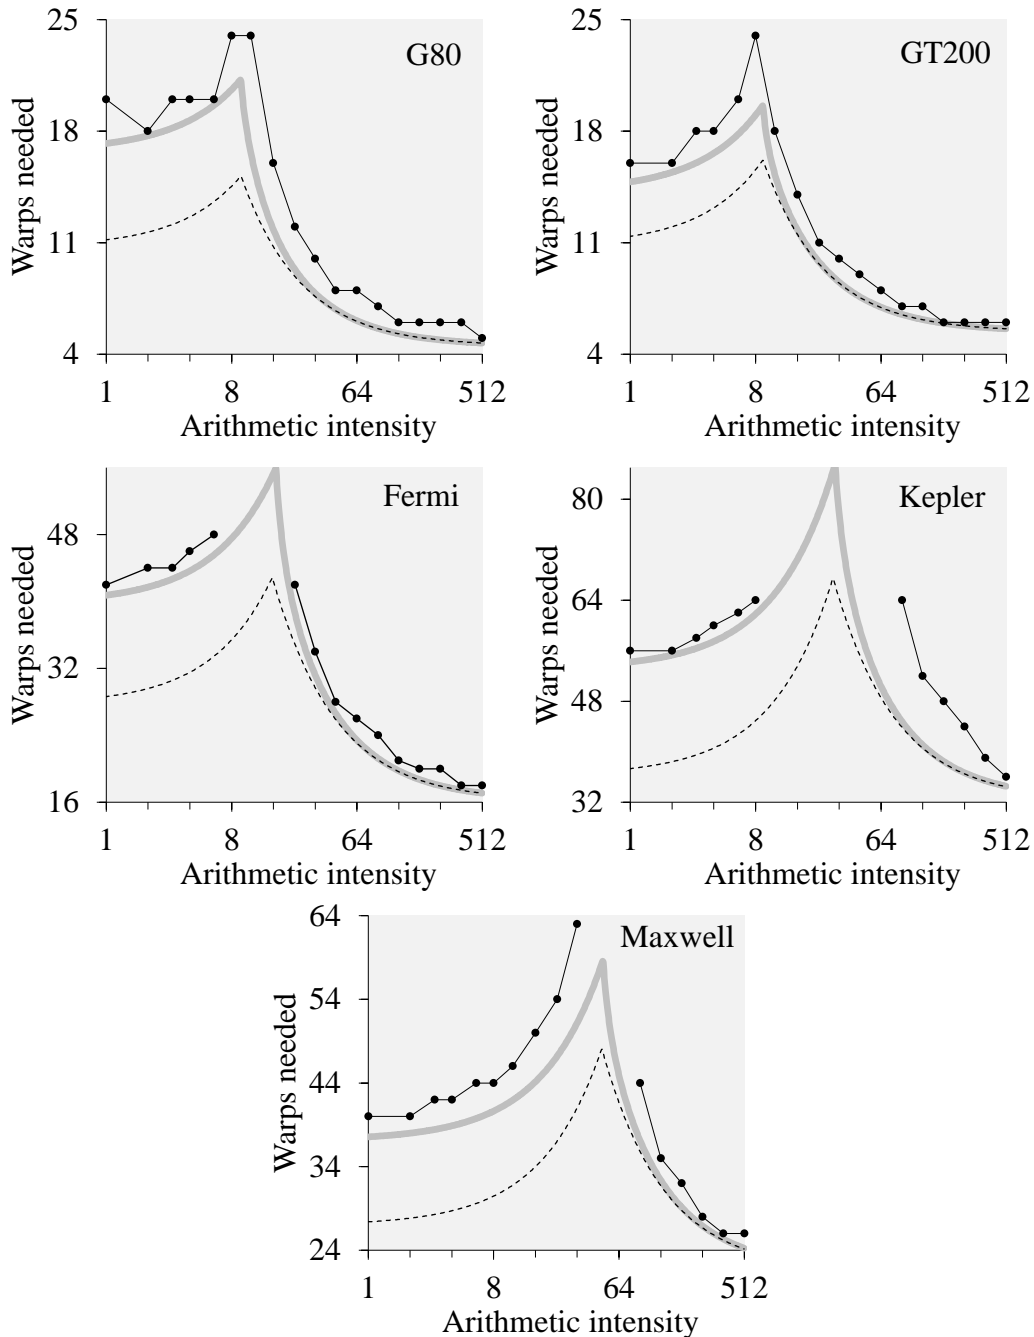 G80
Warps needed
25
18
11
4
1 8 64 512
Arithmetic intensity
GT200
Warps needed
25
18
11
4
1 8 64 512
Arithmetic intensity
Fermi
Warps needed
48
32
16
1 8 64 512
Arithmetic intensity
Kepler
Warps needed
80
64
48
32
1 8 64 512
Arithmetic intensity
Maxwell
Warps needed
64
54
44
34
24
1 8 64 512
Arithmetic intensity